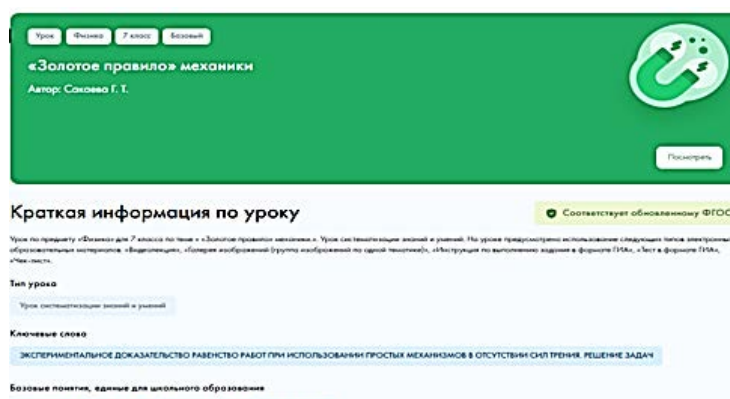 Урок Физика 7 класс Базовый
«Золотое правило» механики
Автор: Сакаева Г. Т.
Посмотреть
Краткая информация по уроку
Соответствует обновленному ФГОС
Урок по предмету «Физика» для 7 класса по теме « «Золотое правило» механики.». Урок систематизации знаний и умений. На уроке предусмотрено использование следующих типов электронных
образовательных материалов: «Видеолекция», «Галерея изображений (группа изображений по одной тематике)», «Инструкция по выполнению задания в формате ГИА», «Тест в формате ГИА»,
«Чек-лист».
Тип урока
Урок систематизации знаний и умений
Ключевые слова
ЭКСПЕРИМЕНТАЛЬНОЕ ДОКАЗАТЕЛЬСТВО РАВЕНСТВО РАБОТ ПРИ ИСПОЛЬЗОВАНИИ ПРОСТЫХ МЕХАНИЗМОВ В ОТСУТСТВИИ СИЛ ТРЕНИЯ. РЕШЕНИЕ ЗАДАЧ
Базовые понятия, единые для школьного образования